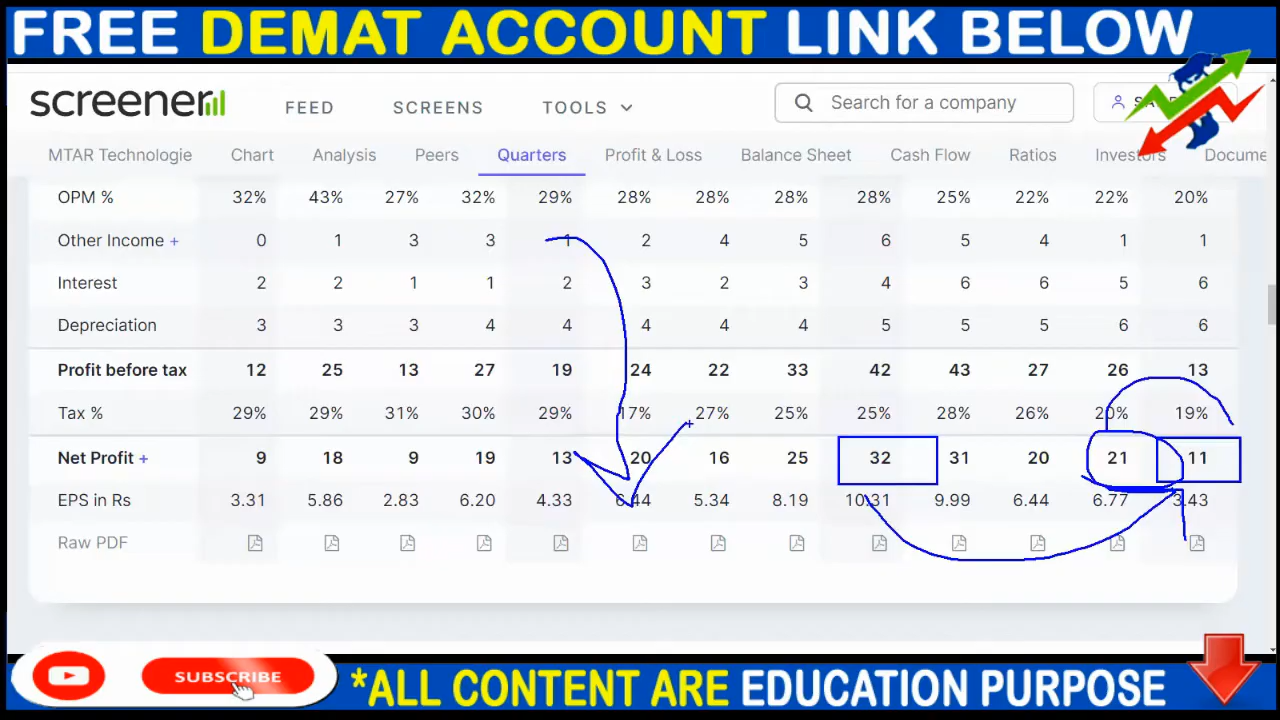 FREE DEMAT ACCOUNT LINK BELOW
screener FEED SCREENS TOOLS Search for a company
MTAR Technologie Chart Analysis Peers Quarters Profit & Loss Balance Sheet Cash Flow Ratios Investors Docume
OPM % 32% 43% 27% 32% 29% 28% 28% 28% 28% 25% 22% 22% 20%
Other Income + 0 1 3 3 1 2 4 5 6 5 4 1 1
Interest 2 2 1 1 2 3 2 3 4 6 6 5 6
Depreciation 3 3 3 4 4 4 4 4 5 5 5 6 6
Profit before tax 12 25 13 27 19 24 22 33 42 43 27 26 13
Tax % 29% 29% 31% 30% 29% 17% 27% 25% 25% 28% 26% 20% 19%
Net Profit + 9 18 9 19 13 20 16 25 32 31 20 21 11
EPS in Rs 3.31 5.86 2.83 6.20 4.33 6.44 5.34 8.19 10.31 9.99 6.44 6.77 3.43
Raw PDF
SUBSCRIBE
*ALL CONTENT ARE EDUCATION PURPOSE